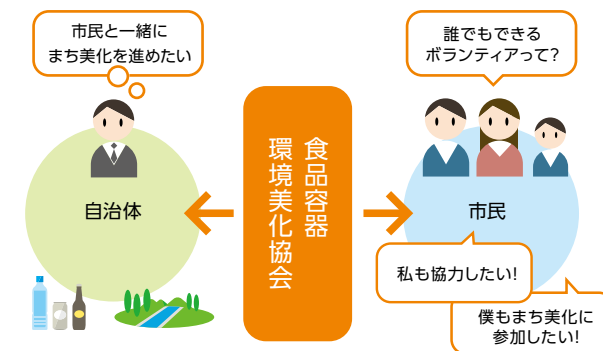 市民と一緒に
まち美化を進めたい
自治体
食品容器
環境美化協会
誰でもできる
ボランティアって?
市民
私も協力したい!
僕もまち美化に
参加したい!